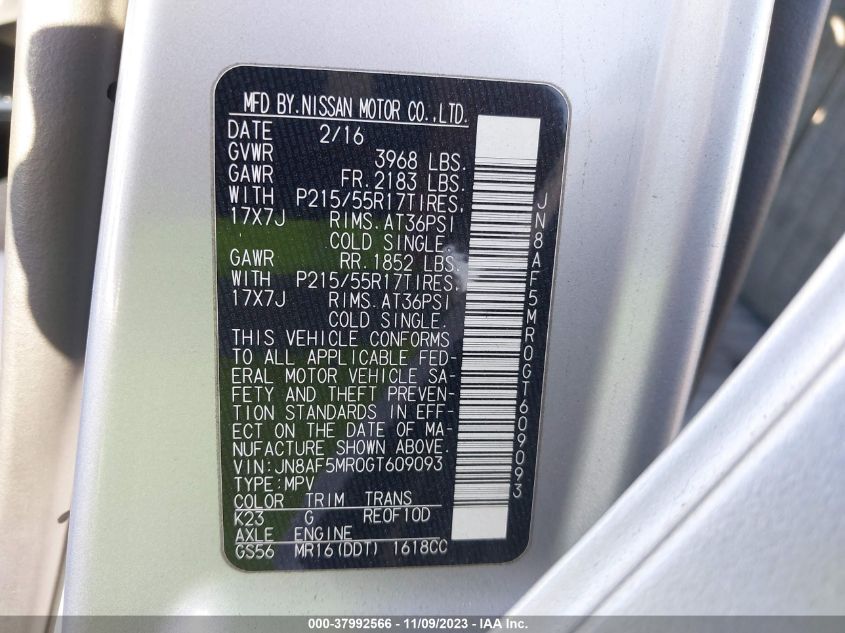 MFD BY.NISSAN MOTOR CO.,LTD.
DATE 2/16
GVWR 3968 LBS.
GAWR FR.2183 LBS.
WITH P215/55R17TIRES,
17X7J RIMS.AT36PSI
COLD SINGLE.
GAWR RR.1852 LBS.
WITH P215/55R17TIRES,
17X7J RIMS.AT36PSI
COLD SINGLE.
THIS VEHICLE CONFORMS
TO ALL APPLICABLE FED-
ERAL MOTOR VEHICLE SA-
FETY AND THEFT PREVEN-
TION STANDARDS IN EFF-
ECT ON THE DATE OF MA-
NUFACTURE SHOWN ABOVE.
VIN:JN8AF5MR0GT609093
TYPE:MPV
COLOR TRIM TRANS
K23 G RE0F10D
AXLE ENGINE
GS56 MR16(DDT) 1618CC
JN8AF5MR0GT609093
000-37992566 - 11/09/2023 - IAA Inc.